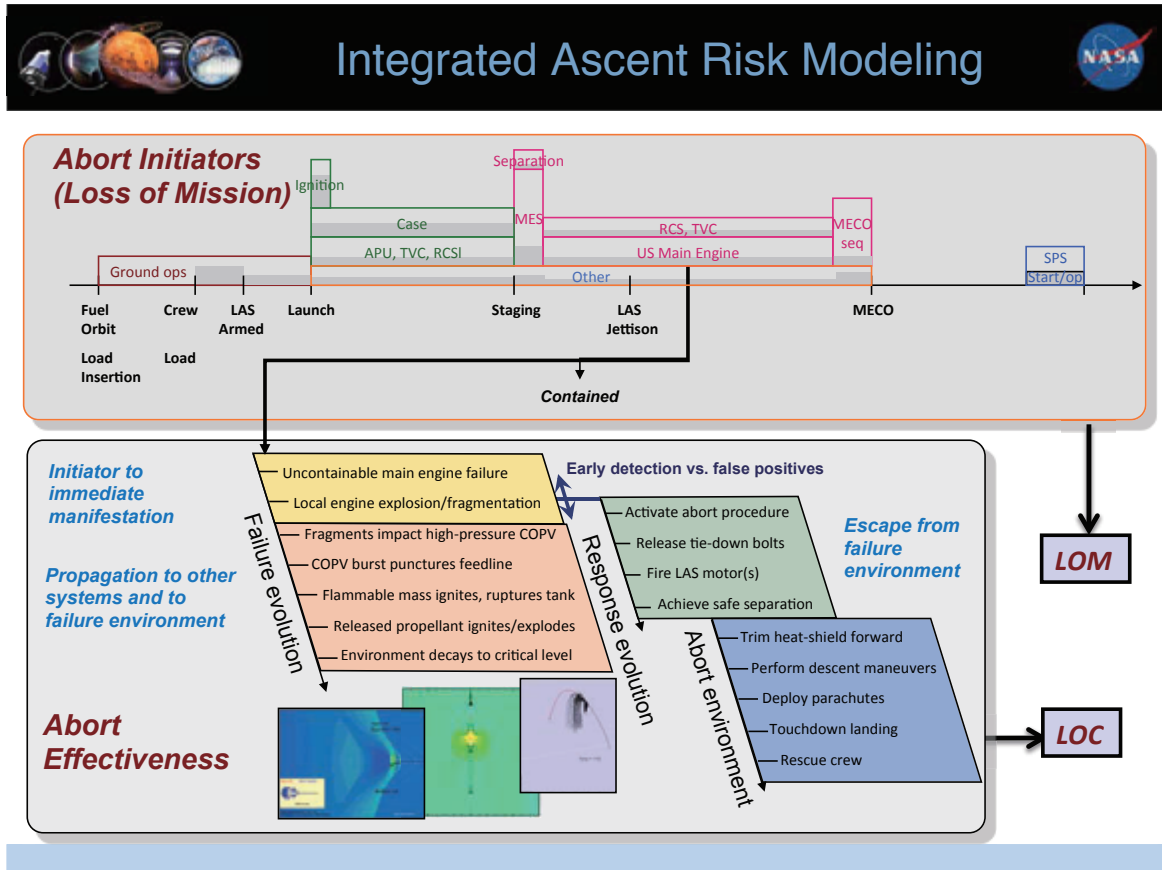 Integrated Ascent Risk Modeling
NASA
Abort Initiators
(Loss of Mission)
Separation
Ignition
Case
MES
RCS, TVC
MECO
seq
APU, TVC, RCSl
US Main Engine
SPS
Ground ops
Other
Start/op
Fuel
Orbit
Crew
LAS
Armed
Launch
Staging
LAS
Jettison
MECO
Load
Insertion
Load
Contained
Initiator to
immediate
manifestation
Propagation to other
systems and to
failure environment
Failure evolution
Uncontainable main engine failure
Local engine explosion/fragmentation
Fragments impact high-pressure COPV
COPV burst punctures feedline
Flammable mass ignites, ruptures tank
Released propellant ignites/explodes
Environment decays to critical level
Early detection vs. false positives
Response evolution
Activate abort procedure
Release tie-down bolts
Fire LAS motor(s)
Achieve safe separation
Escape from
failure
environment
Abort environment
Trim heat-shield forward
Perform descent maneuvers
Deploy parachutes
Touchdown landing
Rescue crew
Abort
Effectiveness
LOM
LOC